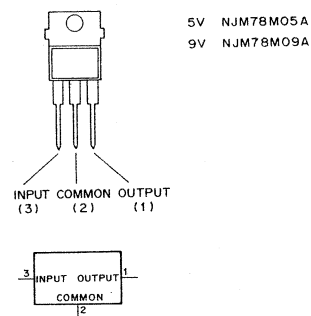 5V NJM78M05A
9V NJM78M09A
INPUT COMMON OUTPUT
(3) (2) (1)
3 INPUT OUTPUT 1
COMMON
2